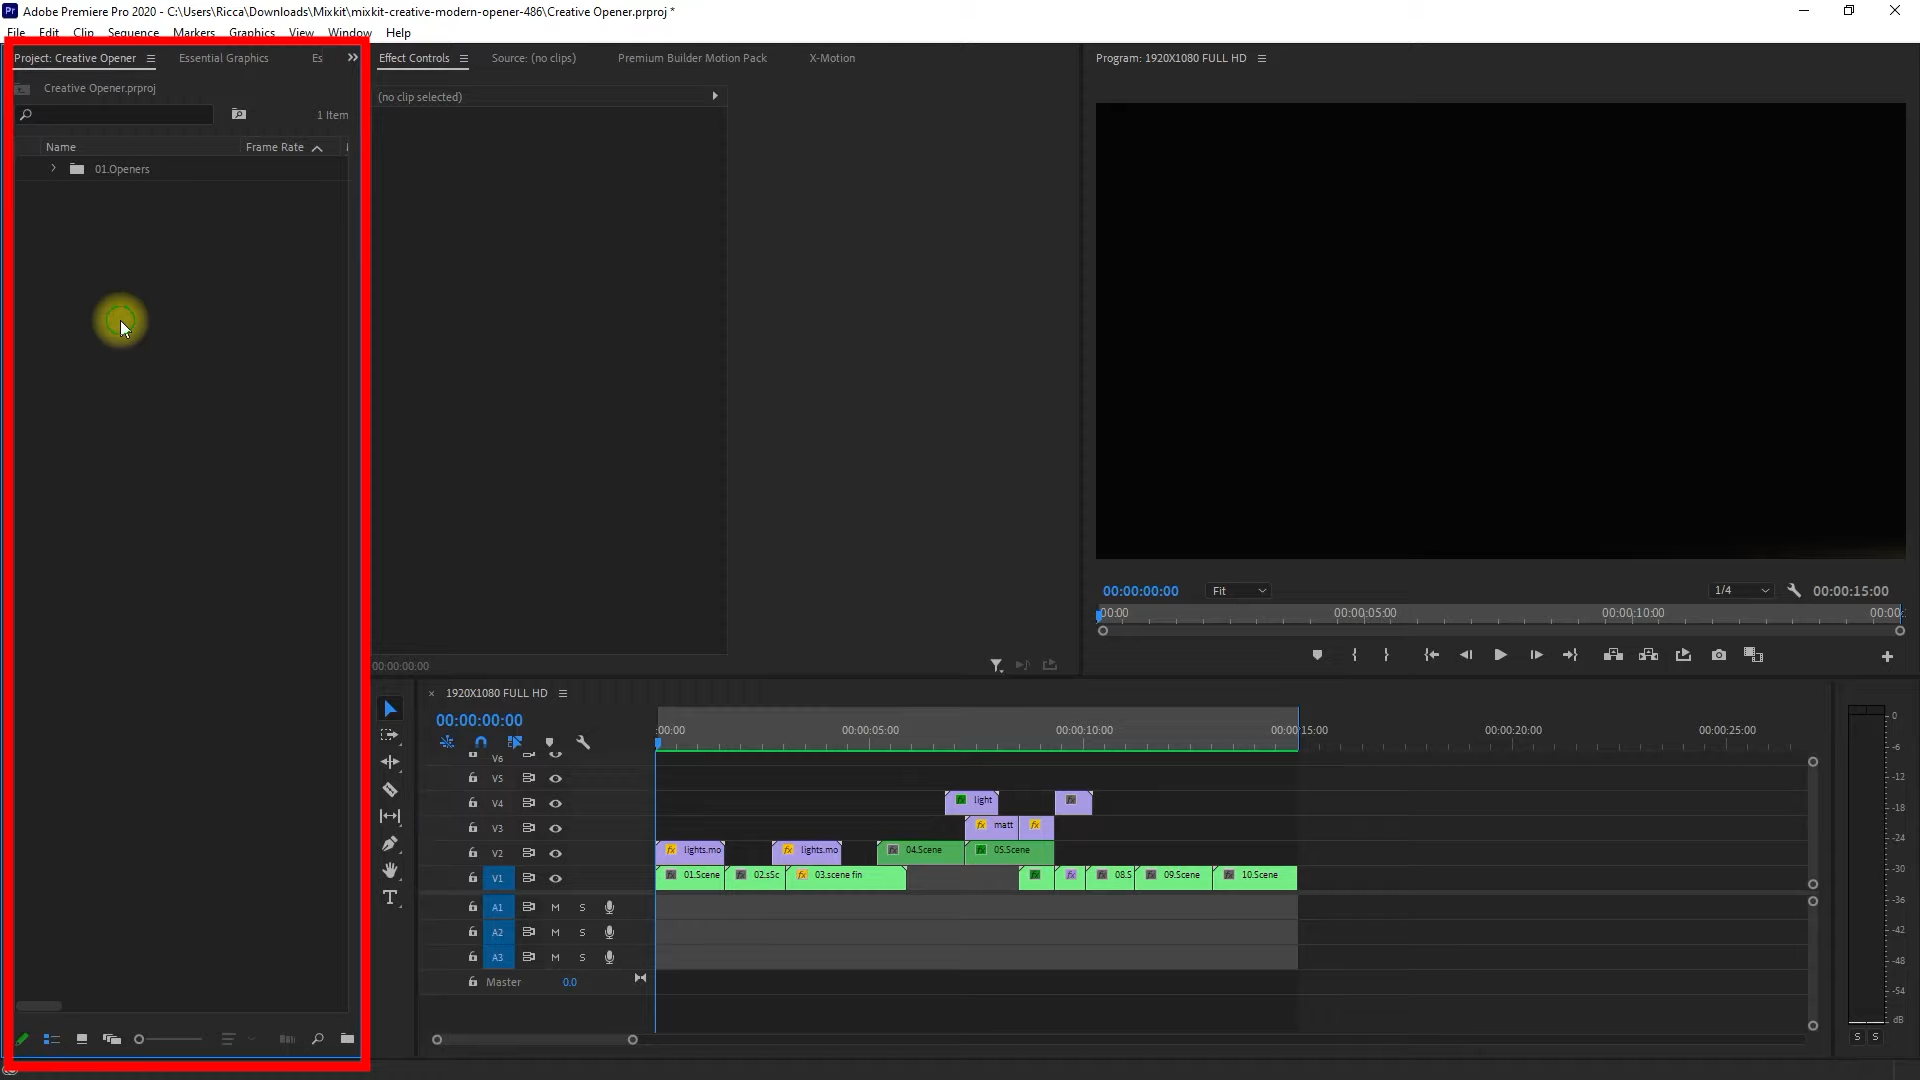 Adobe Premiere Pro 2020 - C:\Users\Ricca\Downloads\Mixkit\mixkit-creative-modern-opener-486\Creative Opener.prproj *
File Edit Clip Sequence Markers Graphics View Window Help
Project: Creative Opener Essential Graphics Es
Effect Controls Source: (no clips) Premium Builder Motion Pack X-Motion
Program: 1920X1080 FULL HD
Creative Opener.prproj
(no clip selected)
1 Item
Name Frame Rate
01.Openers
00:00:00:00 Fit 1/4 00:00:15:00
:00:00 00:00:05:00 00:00:10:00 00:00:
00:00:00:00
1920X1080 FULL HD
00:00:00:00
:00:00 00:00:05:00 00:00:10:00 00:00:15:00 00:00:20:00 00:00:25:00
V6
V5
V4 light
V3 matt
V2 lights.mo lights.mo 04.Scene 05.Scene
V1 01.Scene 02.sSc 03.scene fin 08.S 09.Scene 10.Scene
A1 M S
A2 M S
A3 M S
Master 0.0
0
-6
-12
-18
-24
-30
-36
-42
-48
-54
dB
S S